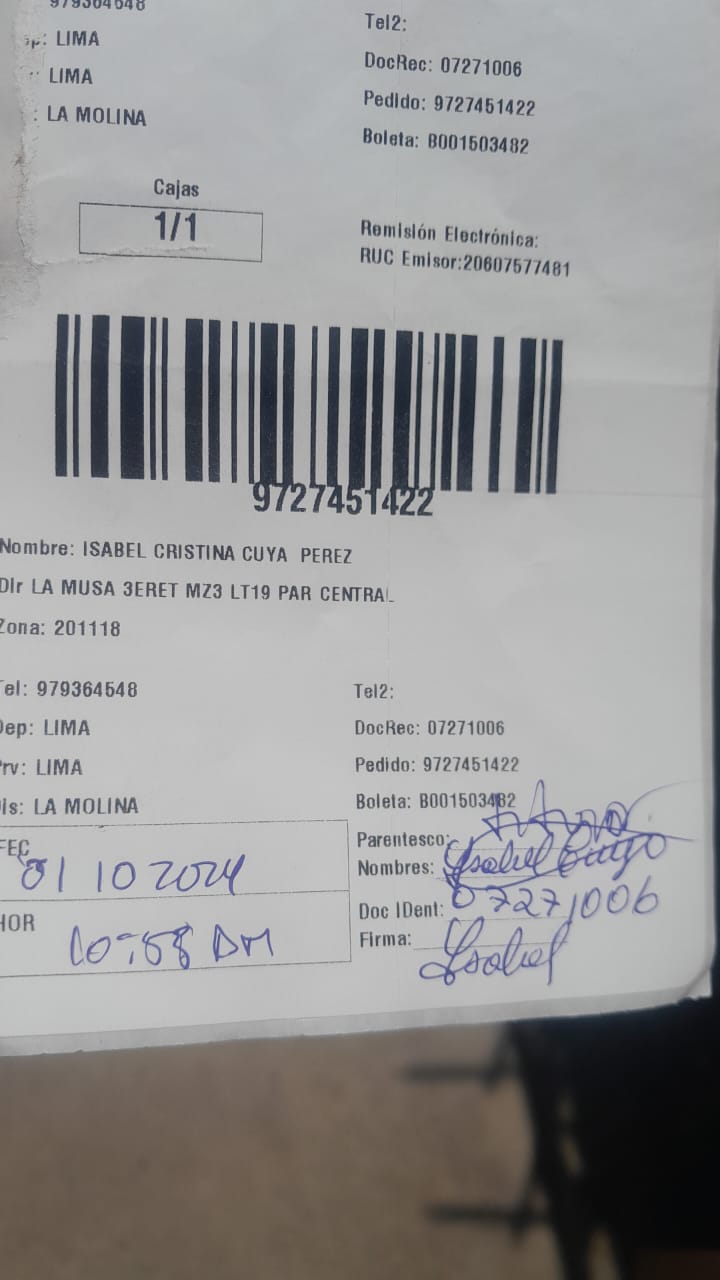 979364648
: LIMA
LIMA
: LA MOLINA
Tel2:
DocRec: 07271006
Pedido: 9727451422
Boleta: B001503482
Cajas
1/1
Remisión Electrónica:
RUC Emisor:20607577481
9727451422
Nombre: ISABEL CRISTINA CUYA PEREZ
Dir LA MUSA 3ERET MZ3 LT19 PAR CENTRAL
Zona: 201118
Tel: 979364648
Dep: LIMA
Prv: LIMA
Dis: LA MOLINA
Tel2:
DocRec: 07271006
Pedido: 9727451422
Boleta: B001503482
FEC
01 10 2024
HOR
10:58 AM
Parentesco:
Nombres: Isabel Cuya
Doc IDent: 07271006
Firma: Isabel